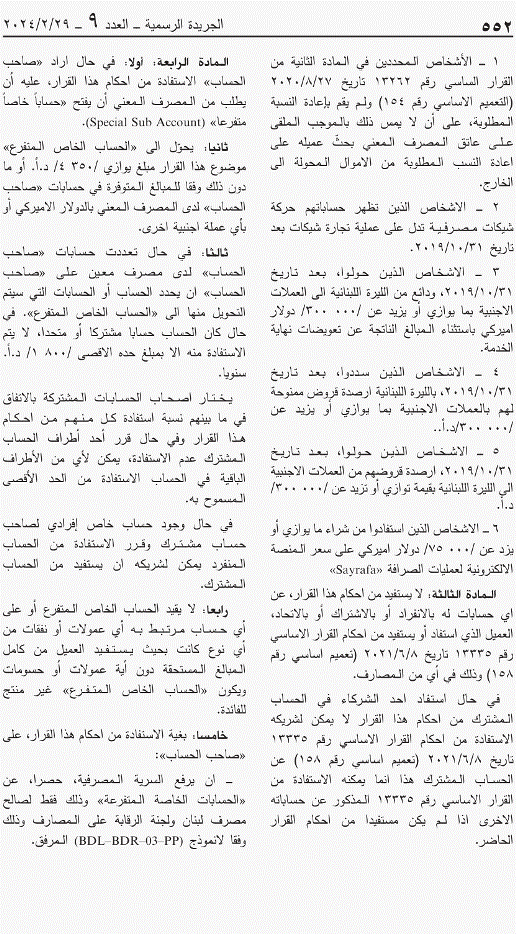 ٥٥٢
الجريدة الرسمية ـ العدد ٩ ـ ٢٠٢٤/٢/٢٩
١ ـ الأشخاص المحددين في المادة الثانية من
القرار الساسي رقم ١٣٢٦٢ تاريخ ٢٠٢٠/٨/٢٧
(التعميم الاساسي رقم ١٥٤) ولم يقم بإعادة النسبة
المطلوبة، على أن لا يمس ذلك بالموجب الملقى
على عاتق المصرف المعني بحث عميله على
اعادة النسب المطلوبة من الاموال المحولة الى
الخارج.
٢ ـ الاشخاص الذين تظهر حساباتهم حركة
شيكات مصرفية تدل على عملية تجارة شيكات بعد
تاريخ ٢٠١٩/١٠/٣١.
٣ ـ الاشخاص الذين حولوا، بعد تاريخ
٢٠١٩/١٠/٣١، ودائع من الليرة اللبنانية الى العملات
الاجنبية بما يوازي أو يزيد عن /٣٠٠ ٠٠٠/ دولار
اميركي باستثناء المبالغ الناتجة عن تعويضات نهاية
الخدمة.
٤ ـ الاشخاص الذين سددوا، بعد تاريخ
٢٠١٩/١٠/٣١، بالليرة اللبنانية ارصدة قروض ممنوحة
لهم بالعملات الاجنبية بما يوازي أو يزيد عن
/٣٠٠ ٠٠٠/د.أ..
٥ ـ الاشخاص الذين حولوا، بعد تاريخ
٢٠١٩/١٠/٣١، ارصدة قروضهم من العملات الاجنبية
الى الليرة اللبنانية بقيمة توازي أو تزيد عن /٣٠٠ ٠٠٠/
د.أ.
٦ ـ الاشخاص الذين استفادوا من شراء ما يوازي أو
يزد عن /٧٥ ٠٠٠/ دولار اميركي على سعر المنصة
الالكترونية لعمليات الصرافة «Sayrafa»
المادة الثالثة: لا يستفيد من احكام هذا القرار، عن
اي حسابات له بالانفراد أو بالاشتراك أو بالاتحاد،
العميل الذي استفاد أو يستفيد من احكام القرار الاساسي
رقم ١٣٣٣٥ تاريخ ٢٠٢١/٦/٨ (تعميم اساسي رقم
١٥٨) وذلك في أي من المصارف.
في حال استفاد احد الشركاء في الحساب
المشترك من احكام هذا القرار لا يمكن لشريكه
الاستفادة من احكام القرار الاساسي رقم ١٣٣٣٥
تاريخ ٢٠٢١/٦/٨ (تعميم اساسي رقم ١٥٨) عن
الحساب المشترك هذا انما يمكنه الاستفادة من
القرار الاساسي رقم ١٣٣٣٥ المذكور عن حساباته
الاخرى اذا لم يكن مستفيدا من احكام القرار
الحاضر.
المادة الرابعة: أولا: في حال اراد «صاحب
الحساب» الاستفادة من احكام هذا القرار، عليه أن
يطلب من المصرف المعني أن يفتح «حساباً خاصاً
متفرعا» (Special Sub Account).
ثانيا: يحوّل الى «الحساب الخاص المتفرع»
موضوع هذا القرار مبلغ يوازي /٣٥٠ ٤/ د.أ. أو ما
دون ذلك وفقا للمبالغ المتوفرة في حسابات «صاحب
الحساب» لدى المصرف المعني بالدولار الاميركي أو
بأي عملة اجنبية اخرى.
ثالثا: في حال تعددت حسابات «صاحب
الحساب» لدى مصرف معين على «صاحب
الحساب» ان يحدد الحساب أو الحسابات التي سيتم
التحويل منها الى «الحساب الخاص المتفرع». في
حال كان الحساب حسابا مشتركا أو متحدا، لا يتم
الاستفادة منه الا بمبلغ حده الاقصى /٨٠٠ ١/ د.أ.
سنويا.
يختار اصحاب الحسابات المشتركة بالاتفاق
في ما بينهم نسبة استفادة كل منهم من احكام
هذا القرار وفي حال قرر أحد أطراف الحساب
المشترك عدم الاستفادة، يمكن لأي من الأطراف
الباقية في الحساب الاستفادة من الحد الأقصى
المسموح به.
في حال وجود حساب خاص إفرادي لصاحب
حساب مشترك وقرر الاستفادة من الحساب
المنفرد يمكن لشريكه ان يستفيد من الحساب
المشترك.
رابعا: لا يقيد الحساب الخاص المتفرع أو على
أي حساب مرتبط به أي عمولات أو نفقات من
أي نوع كانت بحيث يستفيد العميل من كامل
المبالغ المستحقة دون أية عمولات أو حسومات
ويكون «الحساب الخاص المتفرع» غير منتج
للفائدة.
خامسا: بغية الاستفادة من احكام هذا القرار، على
«صاحب الحساب»:
ـ ان يرفع السرية المصرفية، حصرا، عن
«الحسابات الخاصة المتفرعة» وذلك فقط لصالح
مصرف لبنان ولجنة الرقابة على المصارف وذلك
وفقا لانموذج (BDL–BDR–03–PP) المرفق.